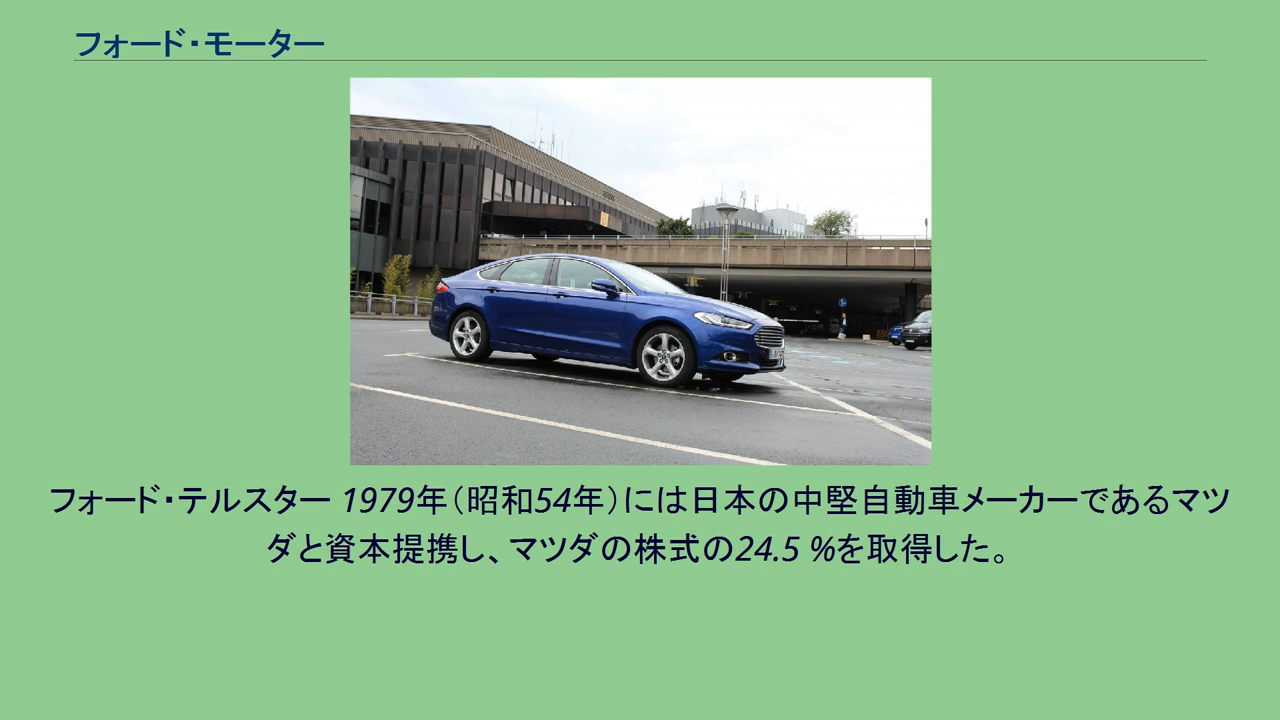 フォード・モーター
フォード・テルスター 1979年（昭和54年）には日本の中堅自動車メーカーであるマツ
ダと資本提携し、マツダの株式の24.5 %を取得した。